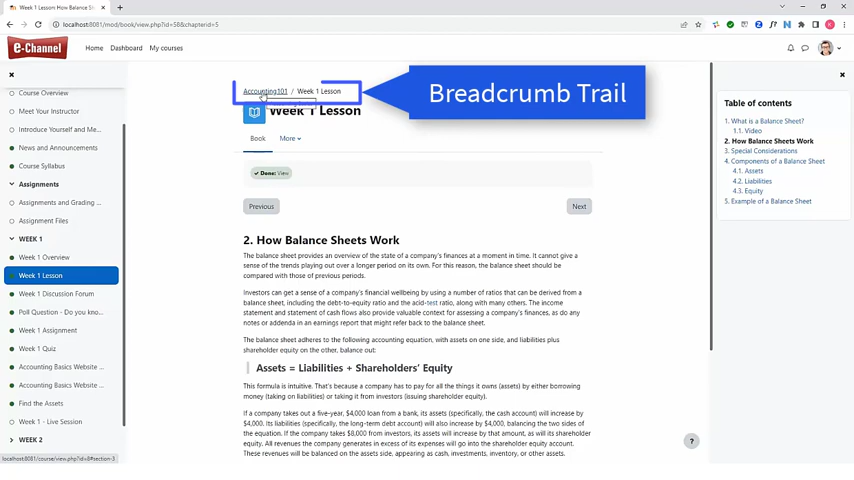 Week 1 Lesson How Balance Sh
localhost:8081/mod/book/view.php?id=58&chapterid=5
e-Channel
Home Dashboard My courses
Course Overview
Meet Your Instructor
Introduce Yourself and Me...
News and Announcements
Course Syllabus
Assignments
Assignments and Grading ...
Assignment Files
WEEK 1
Week 1 Overview
Week 1 Lesson
Week 1 Discussion Forum
Poll Question - Do you kno...
Week 1 Assignment
Week 1 Quiz
Accounting Basics Website ...
Accounting Basics Website ...
Find the Assets
Week 1 - Live Session
WEEK 2
localhost:8081/course/view.php?id=8#section-3
Accounting101 / Week 1 Lesson
Breadcrumb Trail
Week 1 Lesson
Book More
Done: View
Previous
Next
2. How Balance Sheets Work
The balance sheet provides an overview of the state of a company's finances at a moment in time. It cannot give a
sense of the trends playing out over a longer period on its own. For this reason, the balance sheet should be
compared with those of previous periods.
Investors can get a sense of a company's financial wellbeing by using a number of ratios that can be derived from a
balance sheet, including the debt-to-equity ratio and the acid-test ratio, along with many others. The income
statement and statement of cash flows also provide valuable context for assessing a company's finances, as do any
notes or addenda in an earnings report that might refer back to the balance sheet.
The balance sheet adheres to the following accounting equation, with assets on one side, and liabilities plus
shareholder equity on the other, balance out:
Assets = Liabilities + Shareholders' Equity
This formula is intuitive. That's because a company has to pay for all the things it owns (assets) by either borrowing
money (taking on liabilities) or taking it from investors (issuing shareholder equity).
If a company takes out a five-year, $4,000 loan from a bank, its assets (specifically, the cash account) will increase by
$4,000. Its liabilities (specifically, the long-term debt account) will also increase by $4,000, balancing the two sides of
the equation. If the company takes $8,000 from investors, its assets will increase by that amount, as will its shareholder
equity. All revenues the company generates in excess of its expenses will go into the shareholder equity account.
These revenues will be balanced on the assets side, appearing as cash, investments, inventory, or other assets.
Table of contents
1. What is a Balance Sheet?
1.1. Video
2. How Balance Sheets Work
3. Special Considerations
4. Components of a Balance Sheet
4.1. Assets
4.2. Liabilities
4.3. Equity
5. Example of a Balance Sheet
?